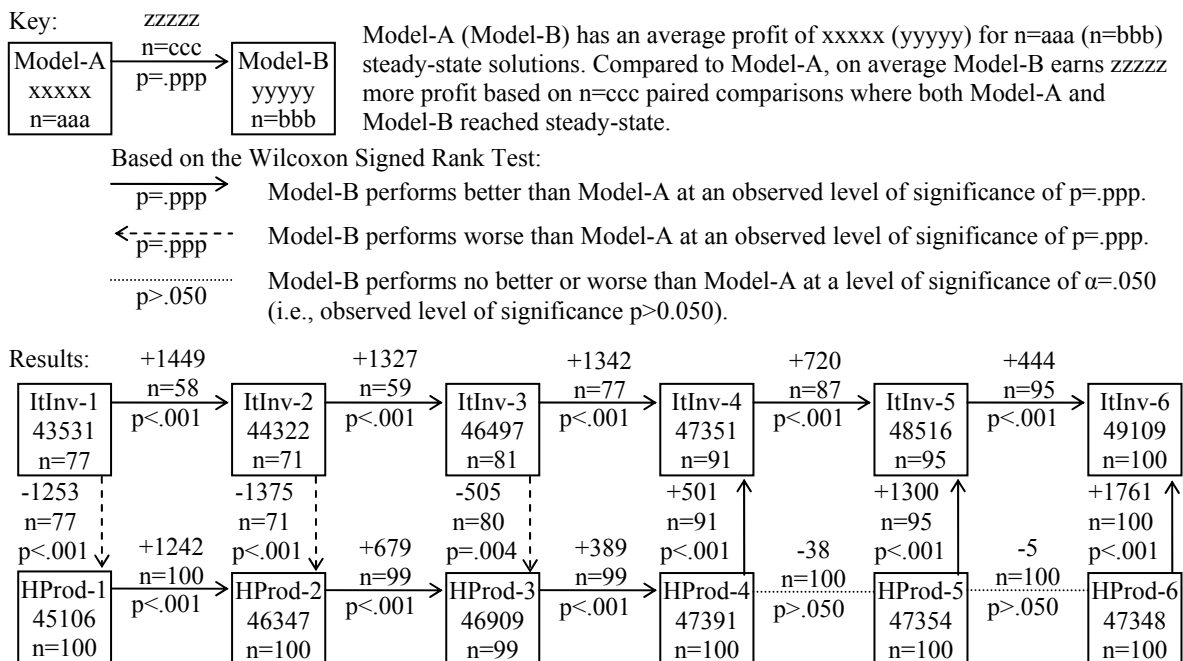 Key:
zzzzz
n=ccc
p=.ppp
Model-A
xxxxx
n=aaa
Model-B
yyyyy
n=bbb
Model-A (Model-B) has an average profit of xxxxx (yyyyy) for n=aaa (n=bbb)
steady-state solutions. Compared to Model-A, on average Model-B earns zzzzz
more profit based on n=ccc paired comparisons where both Model-A and
Model-B reached steady-state.
Based on the Wilcoxon Signed Rank Test:
p=.ppp
Model-B performs better than Model-A at an observed level of significance of p=.ppp.
p=.ppp
Model-B performs worse than Model-A at an observed level of significance of p=.ppp.
p>.050
Model-B performs no better or worse than Model-A at a level of significance of α=.050
(i.e., observed level of significance p>0.050).
Results:
ItInv-1
43531
n=77
+1449
n=58
p<.001
ItInv-2
44322
n=71
+1327
n=59
p<.001
ItInv-3
46497
n=81
+1342
n=77
p<.001
ItInv-4
47351
n=91
+720
n=87
p<.001
ItInv-5
48516
n=95
+444
n=95
p<.001
ItInv-6
49109
n=100
-1253
n=77
p<.001
-1375
n=71
p<.001
-505
n=80
p=.004
+501
n=91
p<.001
+1300
n=95
p<.001
+1761
n=100
p<.001
HProd-1
45106
n=100
+1242
n=100
p<.001
HProd-2
46347
n=100
+679
n=99
p<.001
HProd-3
46909
n=99
+389
n=99
p<.001
HProd-4
47391
n=100
-38
n=100
p>.050
HProd-5
47354
n=100
-5
n=100
p>.050
HProd-6
47348
n=100